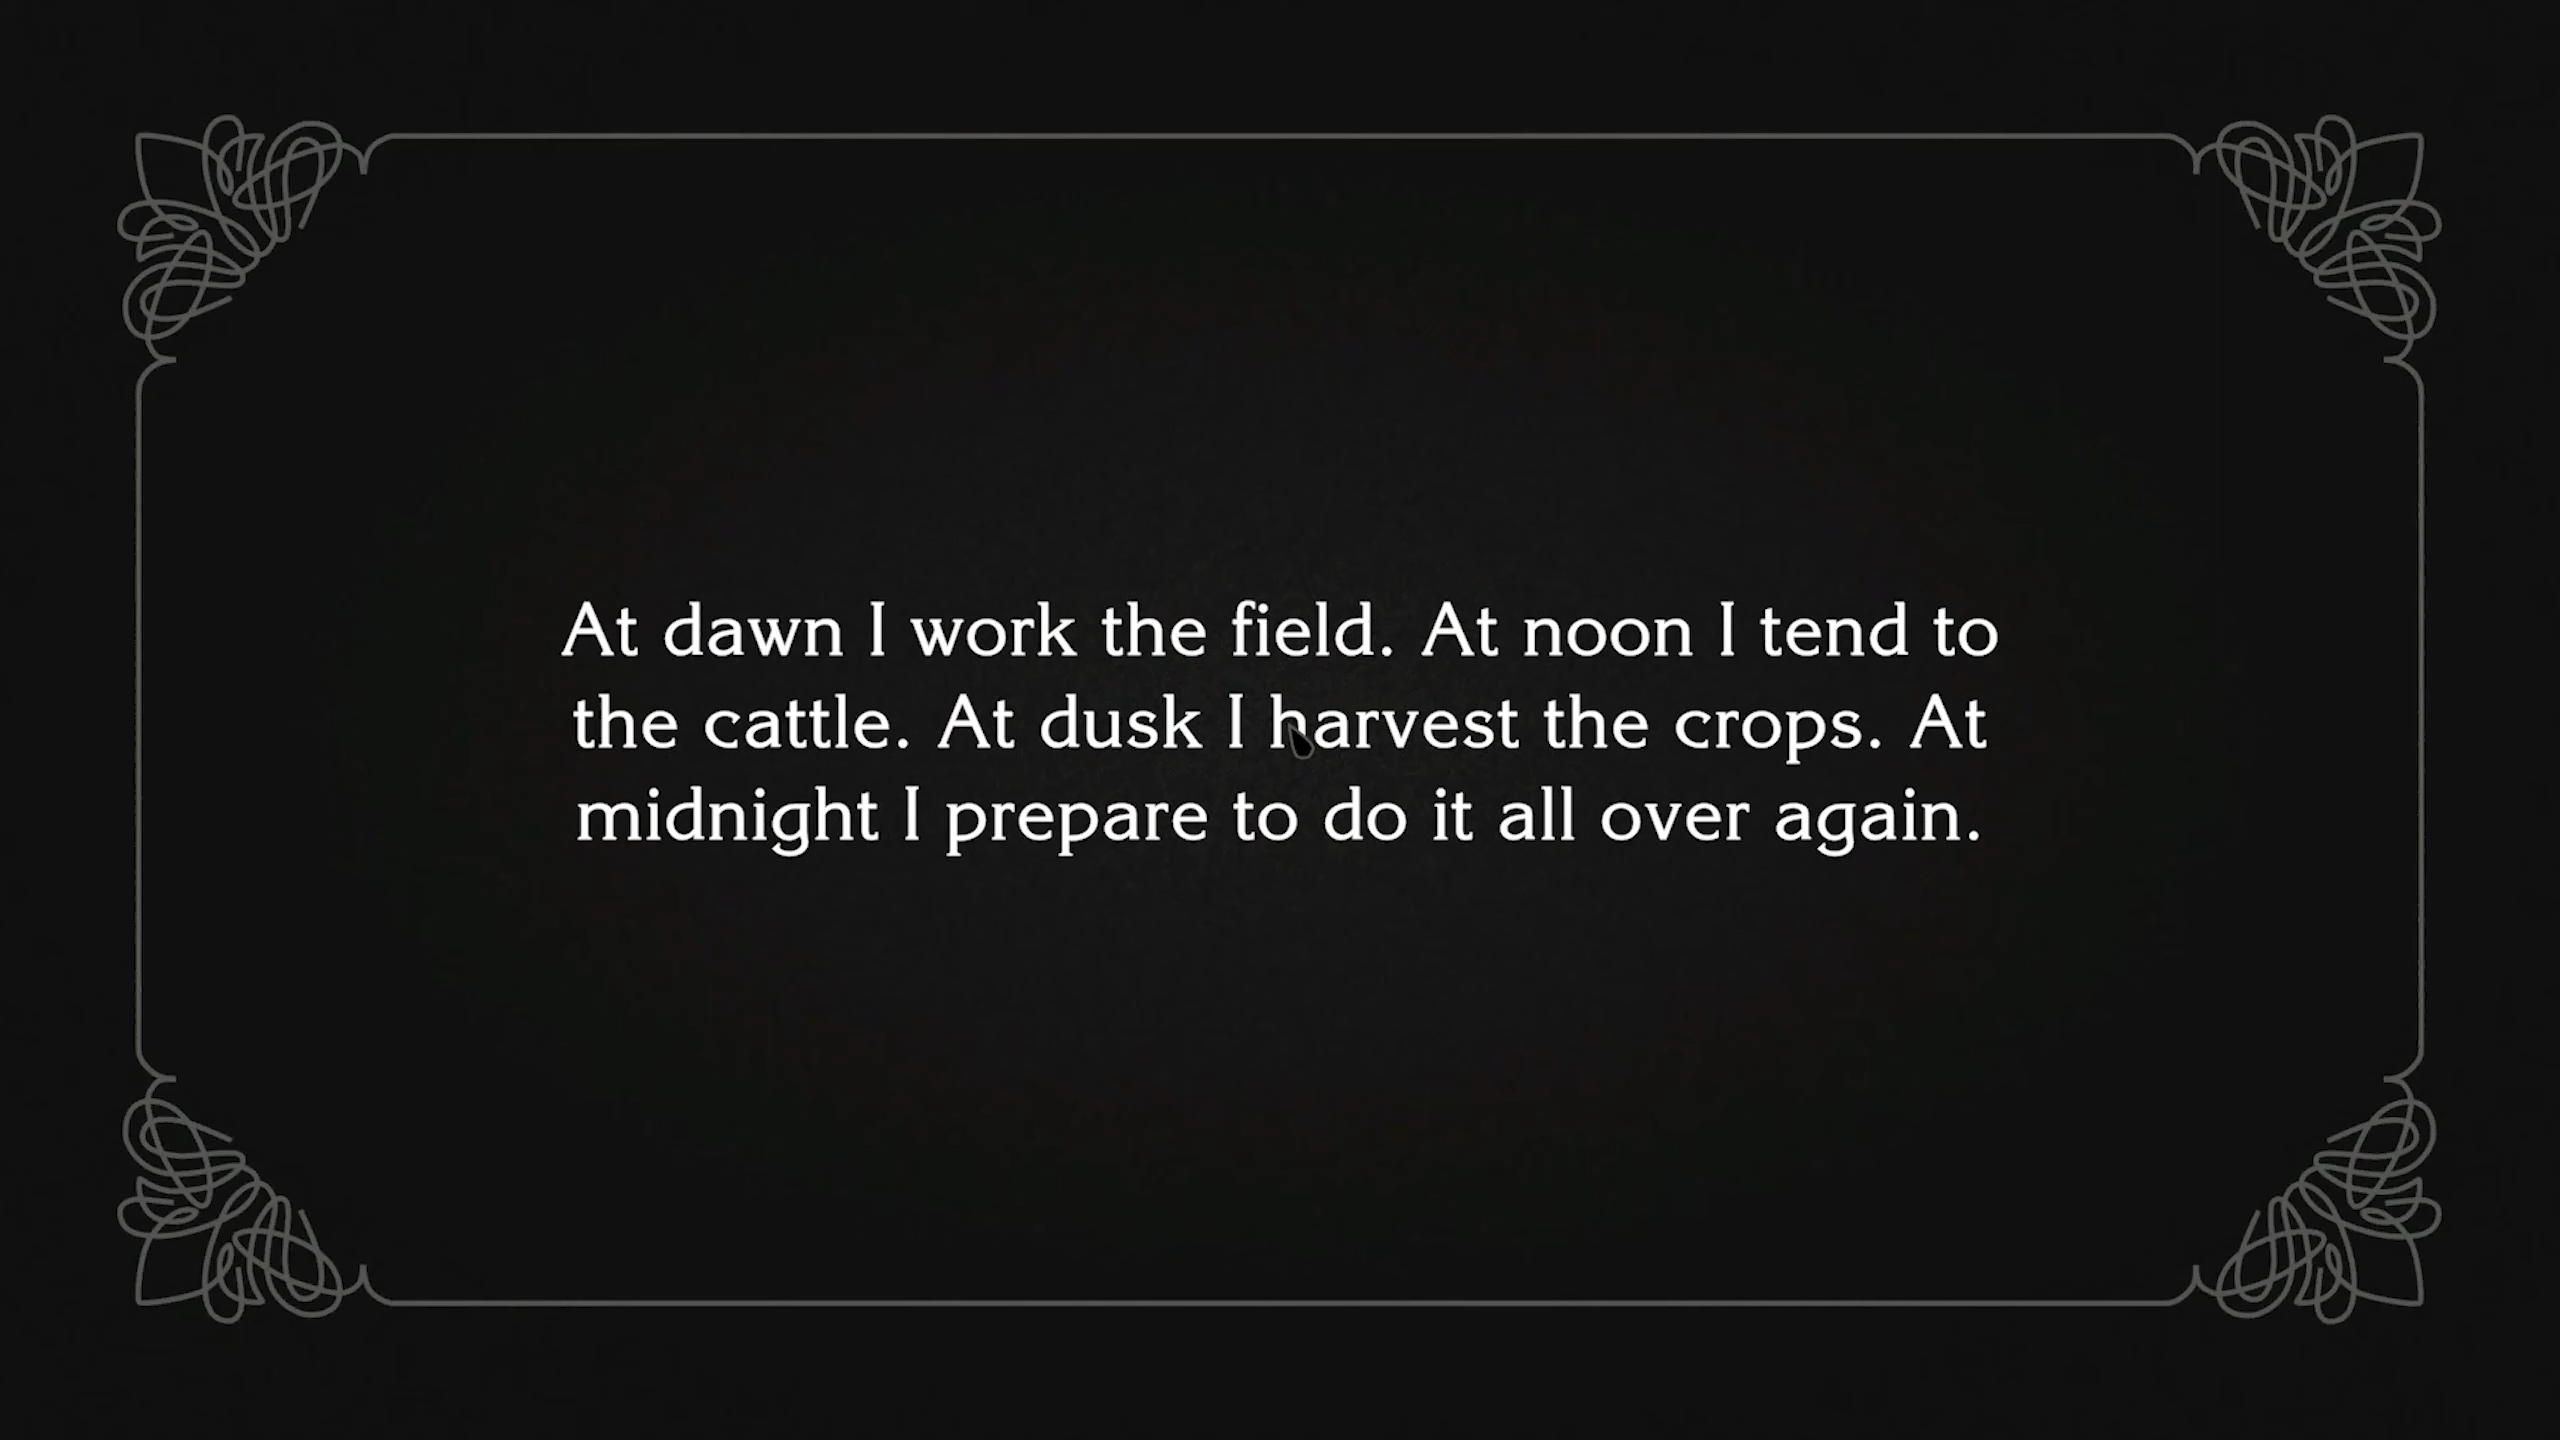 At dawn I work the field. At noon I tend to
the cattle. At dusk I harvest the crops. At
midnight I prepare to do it all over again.